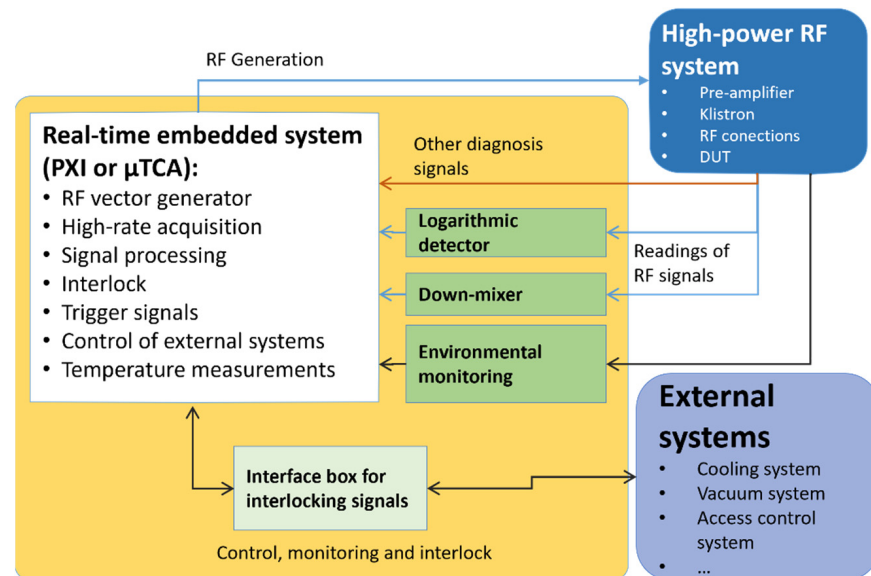 RF Generation
High-power RF
system
• Pre-amplifier
• Klistron
• RF conections
• DUT
Real-time embedded system
(PXI or µTCA):
• RF vector generator
• High-rate acquisition
• Signal processing
• Interlock
• Trigger signals
• Control of external systems
• Temperature measurements
Other diagnosis
signals
Logarithmic
detector
Readings of
RF signals
Down-mixer
Environmental
monitoring
External
systems
• Cooling system
• Vacuum system
• Access control
system
• ...
Interface box for
interlocking signals
Control, monitoring and interlock